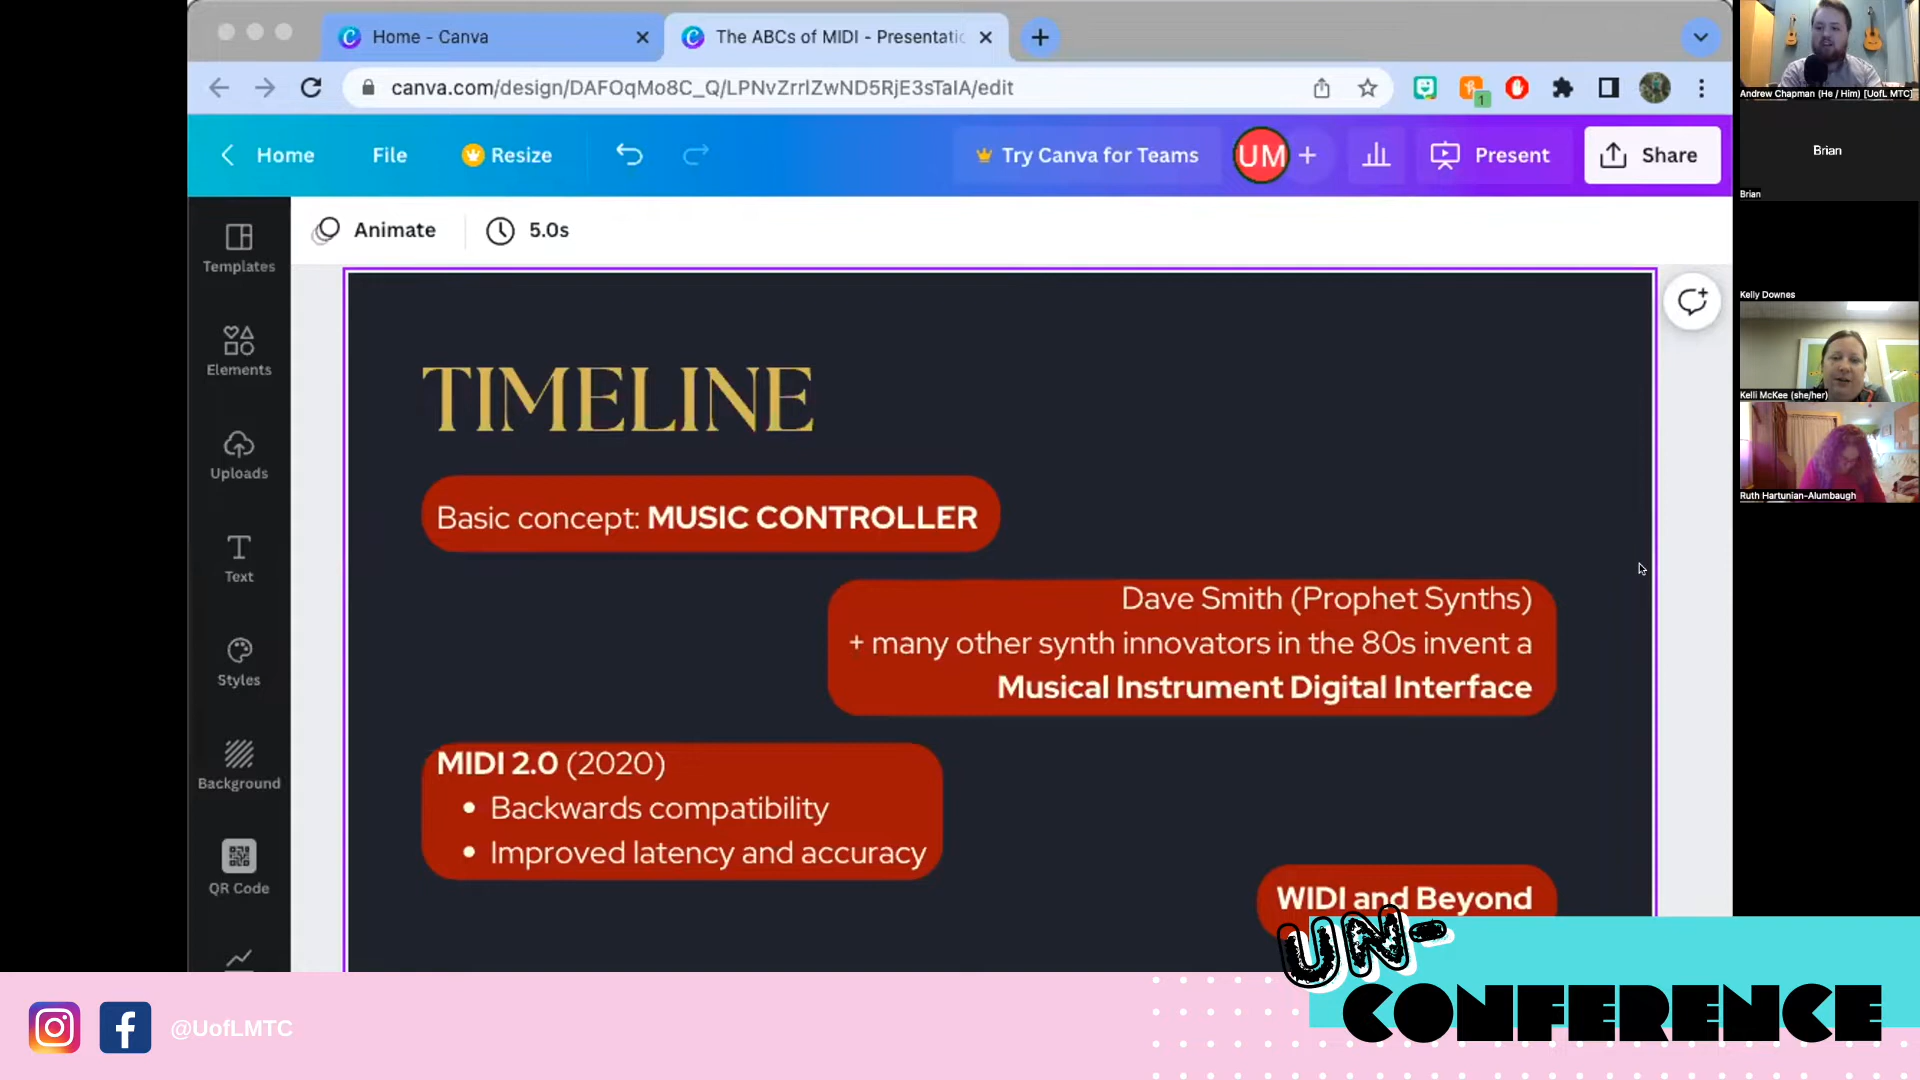 Home - Canva
The ABCs of MIDI - Presentatic
canva.com/design/DAFOqMo8C_Q/LPNvZrrlZwND5RjE3sTaIA/edit
1
Home
File
Resize
Try Canva for Teams
UM
Present
Share
Animate
5.0s
Templates
Elements
Uploads
Text
Styles
Background
QR Code
TIMELINE
Basic concept: MUSIC CONTROLLER
Dave Smith (Prophet Synths)
+ many other synth innovators in the 80s invent a
Musical Instrument Digital Interface
MIDI 2.0 (2020)
• Backwards compatibility
• Improved latency and accuracy
WIDI and Beyond
Andrew Chapman (He / Him) [UofL MTC]
Brian
Brian
Kelly Downes
Kelli McKee (she/her)
Ruth Hartunian-Alumbaugh
@UofLMTC
UN-
CONFERENCE